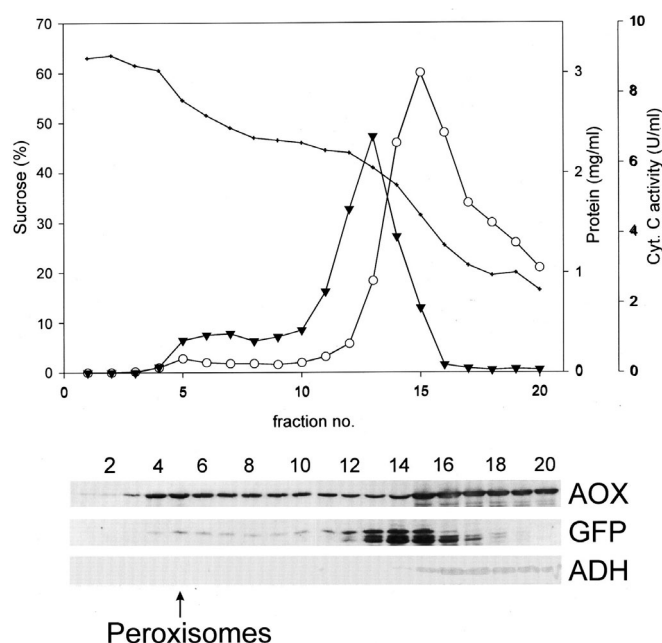 70
60
50
40
30
20
10
0
Sucrose (%)
0 5 10 15 20
fraction no.
3
2
1
0
Protein (mg/ml)
10
8
6
4
2
0
Cyt. C activity (U/ml)
2 4 6 8 10 12 14 16 18 20
AOX
GFP
ADH
Peroxisomes